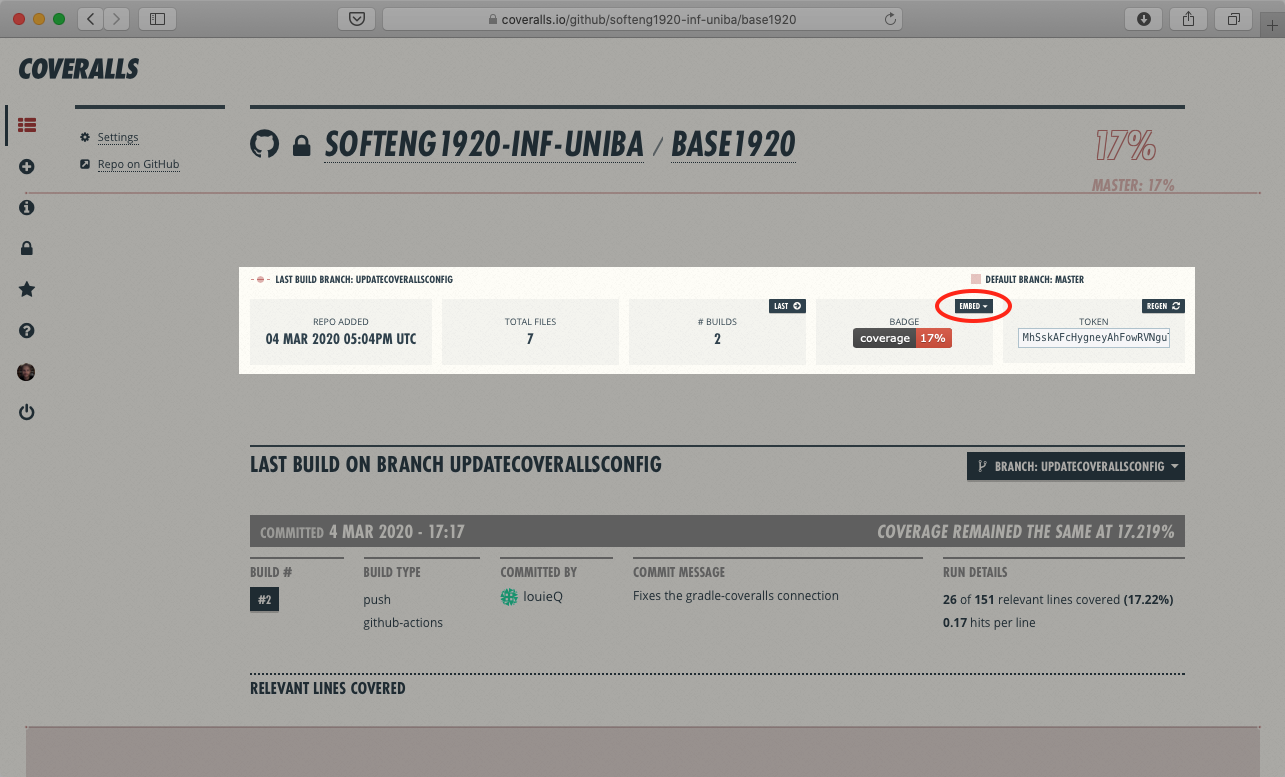 coveralls.io/github/softeng1920-inf-uniba/base1920
COVERALLS
Settings
Repo on GitHub
SOFTENG1920-INF-UNIBA / BASE1920
17%
MASTER: 17%
LAST BUILD BRANCH: UPDATECOVERALLSCONFIG
DEFAULT BRANCH: MASTER
REPO ADDED
04 MAR 2020 05:04PM UTC
TOTAL FILES
7
LAST
# BUILDS
2
EMBED
BADGE
coverage 17%
REGEN
TOKEN
MhSskAFcHygneyAhFowRVNgu
LAST BUILD ON BRANCH UPDATECOVERALLSCONFIG
BRANCH: UPDATECOVERALLSCONFIG
COMMITTED 4 MAR 2020 - 17:17
COVERAGE REMAINED THE SAME AT 17.219%
BUILD #
#2
BUILD TYPE
push
github-actions
COMMITTED BY
louieQ
COMMIT MESSAGE
Fixes the gradle-coveralls connection
RUN DETAILS
26 of 151 relevant lines covered (17.22%)
0.17 hits per line
RELEVANT LINES COVERED